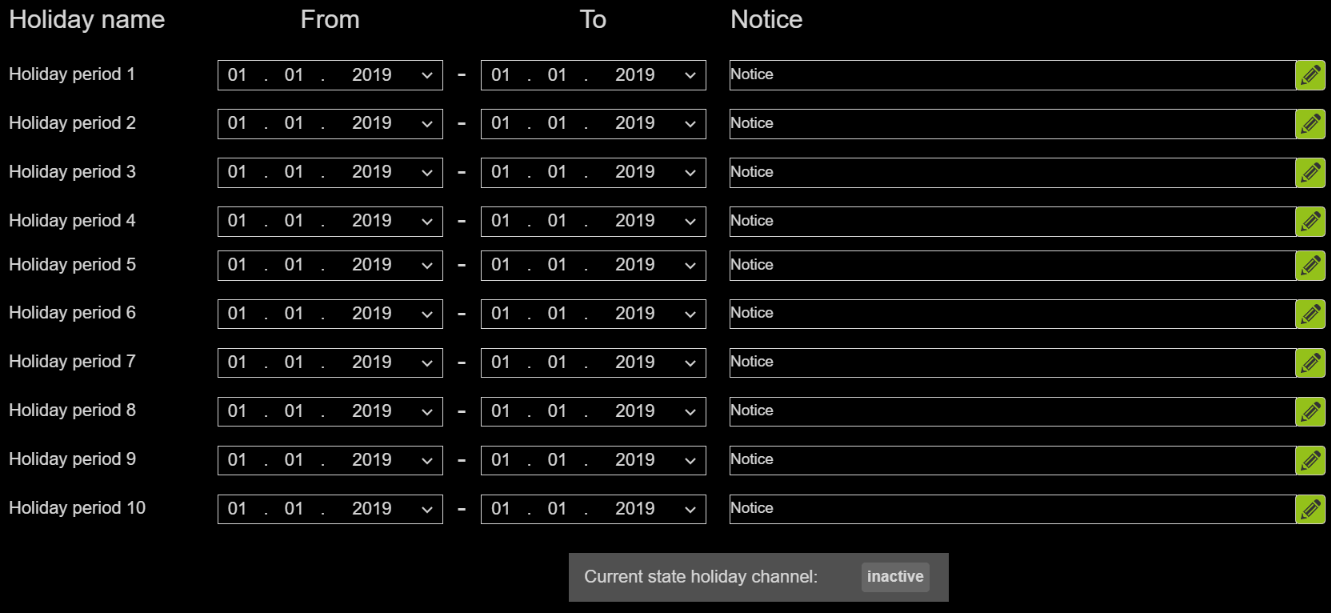 Holiday name From To Notice
Holiday period 1 01 . 01 . 2019 - 01 . 01 . 2019 Notice
Holiday period 2 01 . 01 . 2019 - 01 . 01 . 2019 Notice
Holiday period 3 01 . 01 . 2019 - 01 . 01 . 2019 Notice
Holiday period 4 01 . 01 . 2019 - 01 . 01 . 2019 Notice
Holiday period 5 01 . 01 . 2019 - 01 . 01 . 2019 Notice
Holiday period 6 01 . 01 . 2019 - 01 . 01 . 2019 Notice
Holiday period 7 01 . 01 . 2019 - 01 . 01 . 2019 Notice
Holiday period 8 01 . 01 . 2019 - 01 . 01 . 2019 Notice
Holiday period 9 01 . 01 . 2019 - 01 . 01 . 2019 Notice
Holiday period 10 01 . 01 . 2019 - 01 . 01 . 2019 Notice
Current state holiday channel: inactive